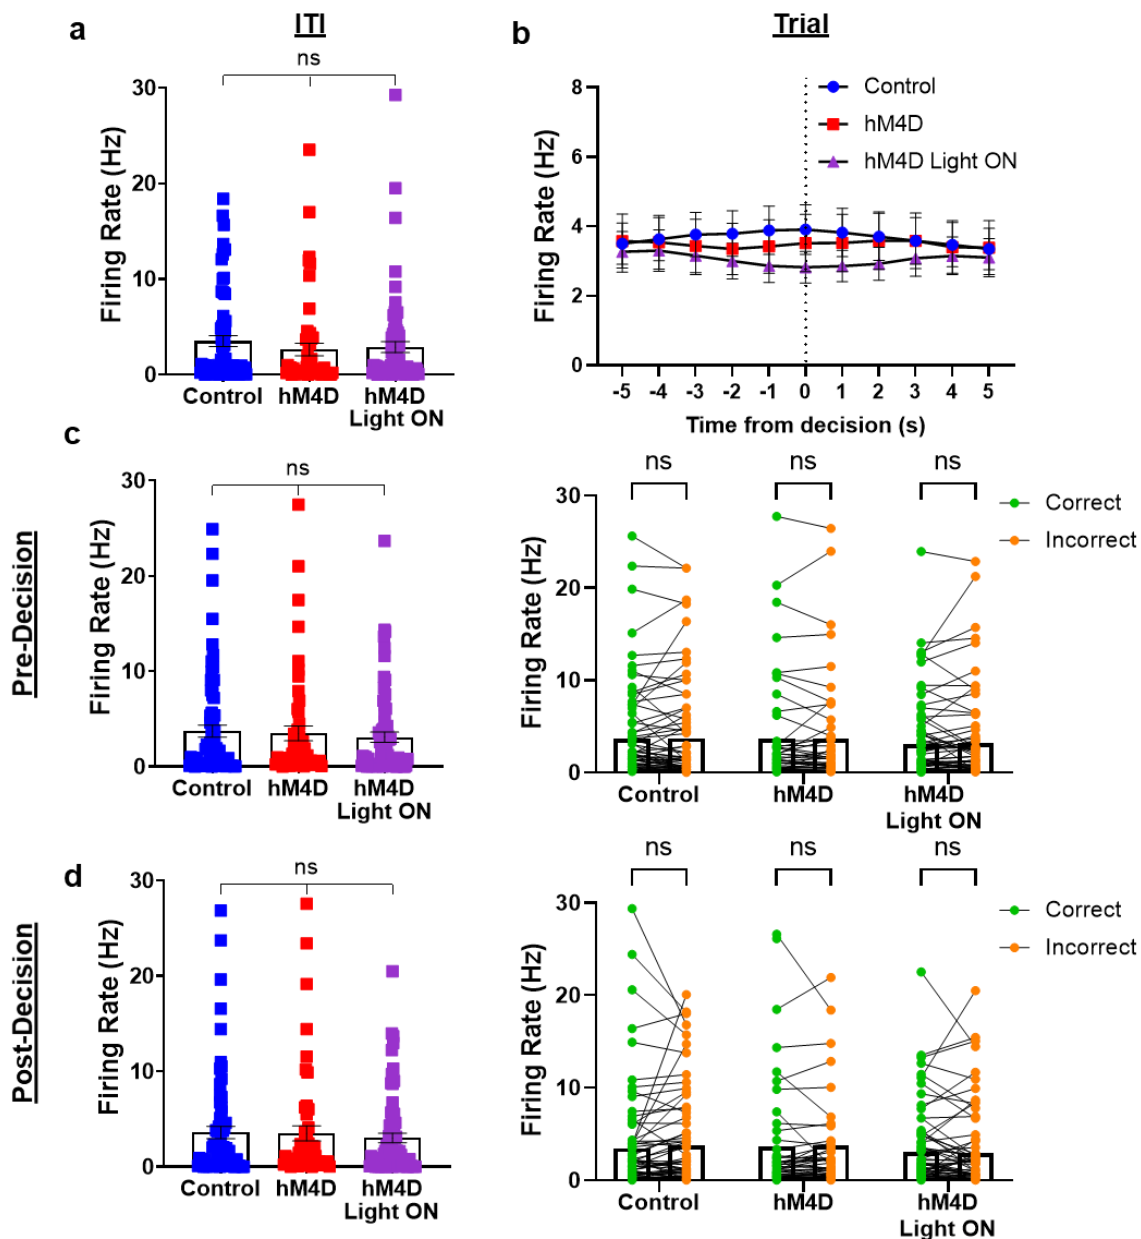 a
ITI
ns
Firing Rate (Hz)
30
20
10
0
Control
hM4D
hM4D
Light ON
b
Trial
Control
hM4D
hM4D Light ON
Firing Rate (Hz)
8
6
4
2
0
-5 -4 -3 -2 -1 0 1 2 3 4 5
Time from decision (s)
c
Pre-Decision
ns
Firing Rate (Hz)
30
20
10
0
Control
hM4D
hM4D
Light ON
ns ns ns
Correct
Incorrect
Firing Rate (Hz)
30
20
10
0
Control
hM4D
hM4D
Light ON
d
Post-Decision
ns
Firing Rate (Hz)
30
20
10
0
Control
hM4D
hM4D
Light ON
ns ns ns
Correct
Incorrect
Firing Rate (Hz)
30
20
10
0
Control
hM4D
hM4D
Light ON